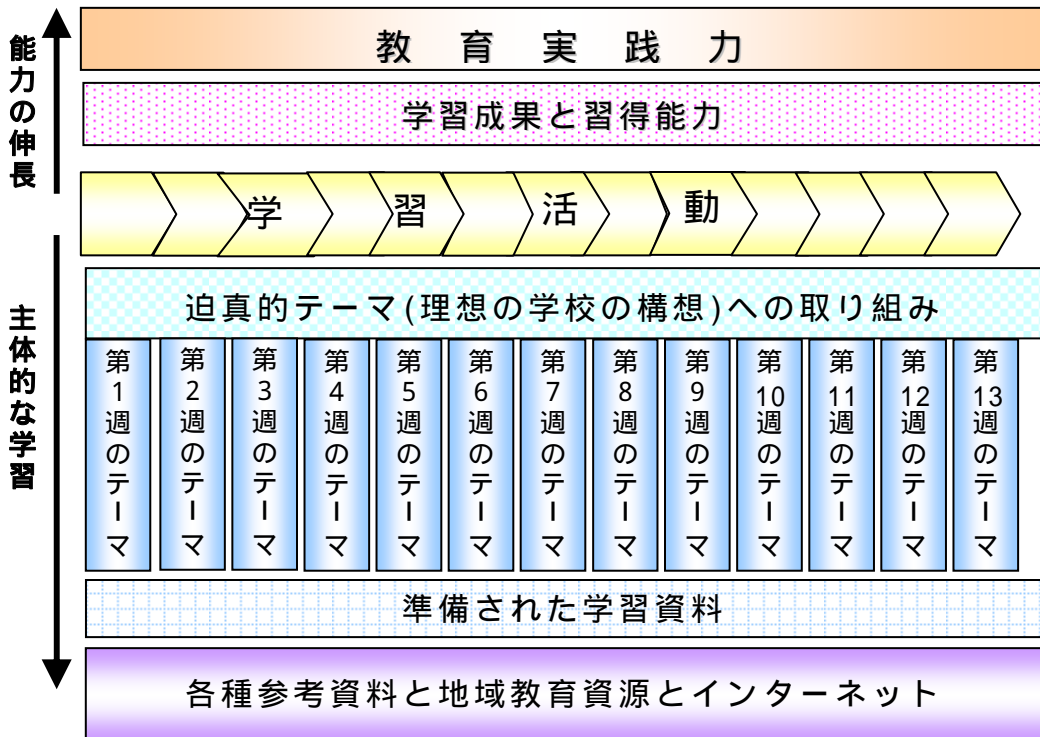 能力の伸長
主体的な学習
教育実践力
学習成果と習得能力
学習活動
迫真的テーマ(理想の学校の構想)への取り組み
第1週のテーマ
第2週のテーマ
第3週のテーマ
第4週のテーマ
第5週のテーマ
第6週のテーマ
第7週のテーマ
第8週のテーマ
第9週のテーマ
第10週のテーマ
第11週のテーマ
第12週のテーマ
第13週のテーマ
準備された学習資料
各種参考資料と地域教育資源とインターネット